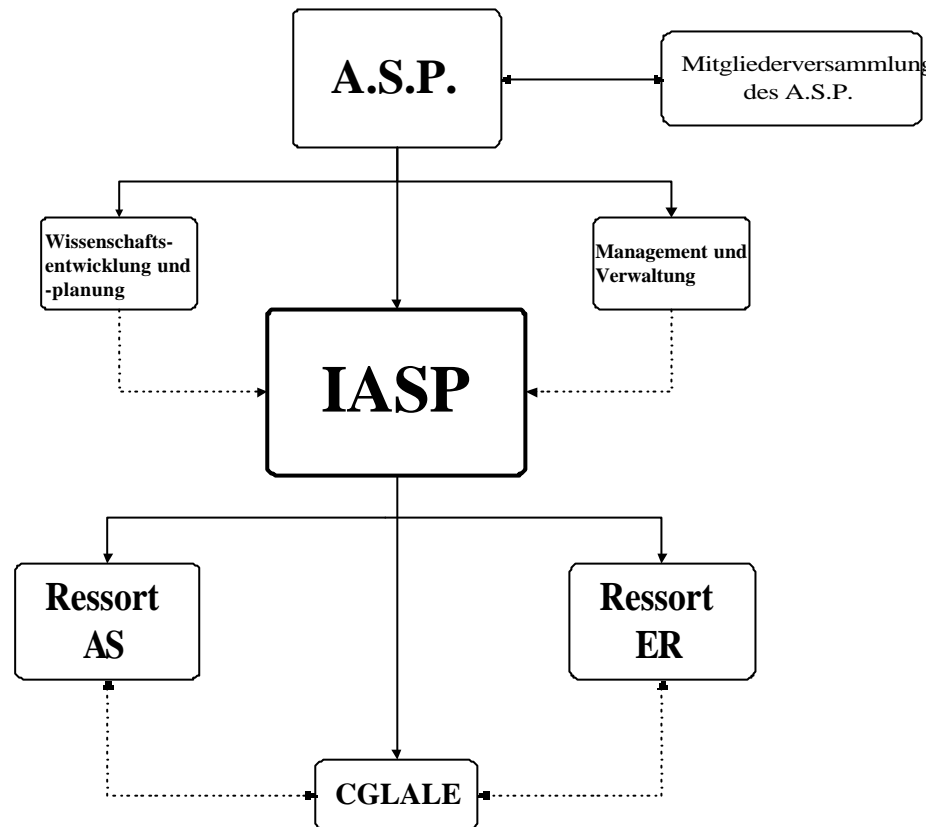 A.S.P.
Mitgliederversammlung
des A.S.P.
Wissenschafts-
entwicklung und
-planung
Management und
Verwaltung
IASP
Ressort
AS
Ressort
ER
CGLALE